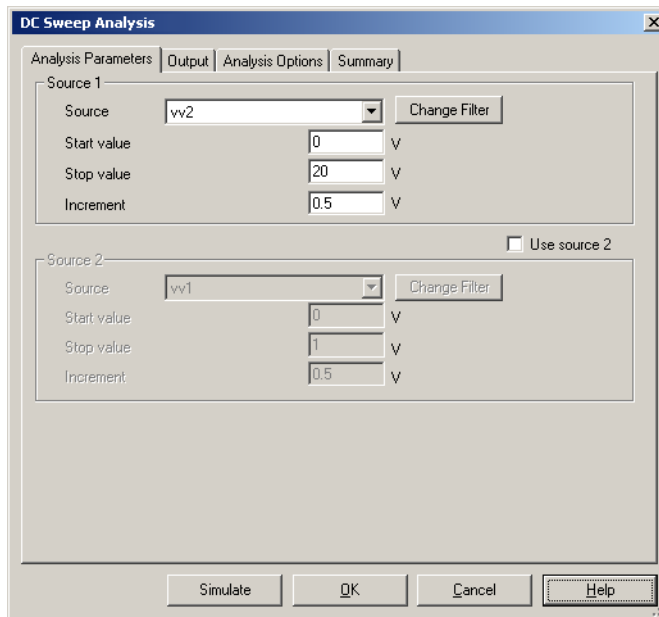 DC Sweep Analysis
Analysis Parameters Output Analysis Options Summary
Source 1
Source vv2 Change Filter
Start value 0 V
Stop value 20 V
Increment 0.5 V
Use source 2
Source 2
Source vv1 Change Filter
Start value 0 V
Stop value 1 V
Increment 0.5 V
Simulate OK Cancel Help